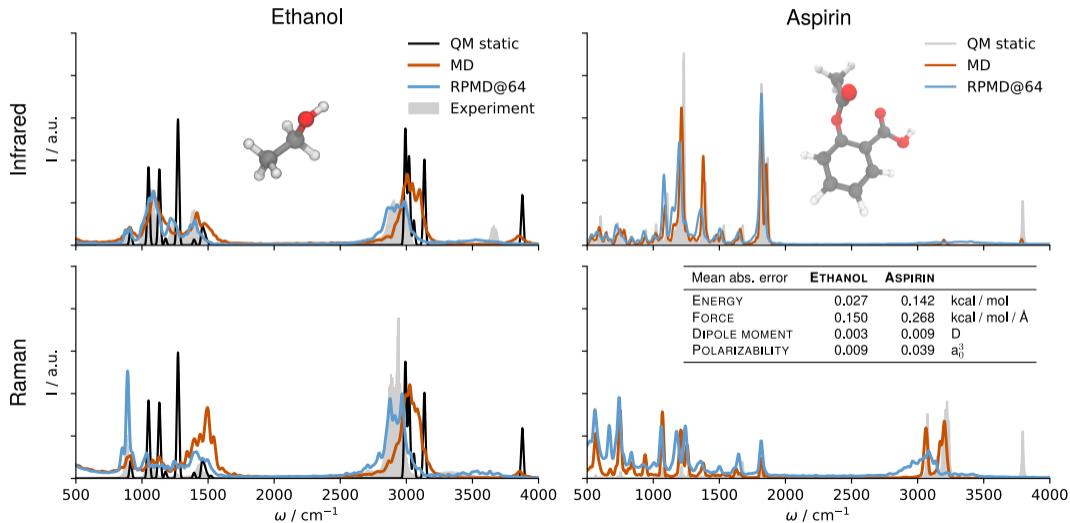 Ethanol
Aspirin
Infrared
I / a.u.
QM static
MD
RPMD@64
Experiment
QM static
MD
RPMD@64
Raman
I / a.u.
Mean abs. error ETHANOL ASPIRIN
ENERGY 0.027 0.142 kcal / mol
FORCE 0.150 0.268 kcal / mol / Å
DIPOLE MOMENT 0.003 0.009 D
POLARIZABILITY 0.009 0.039 a₀³
500 1000 1500 2000 2500 3000 3500 4000
500 1000 1500 2000 2500 3000 3500 4000
ω / cm⁻¹
ω / cm⁻¹